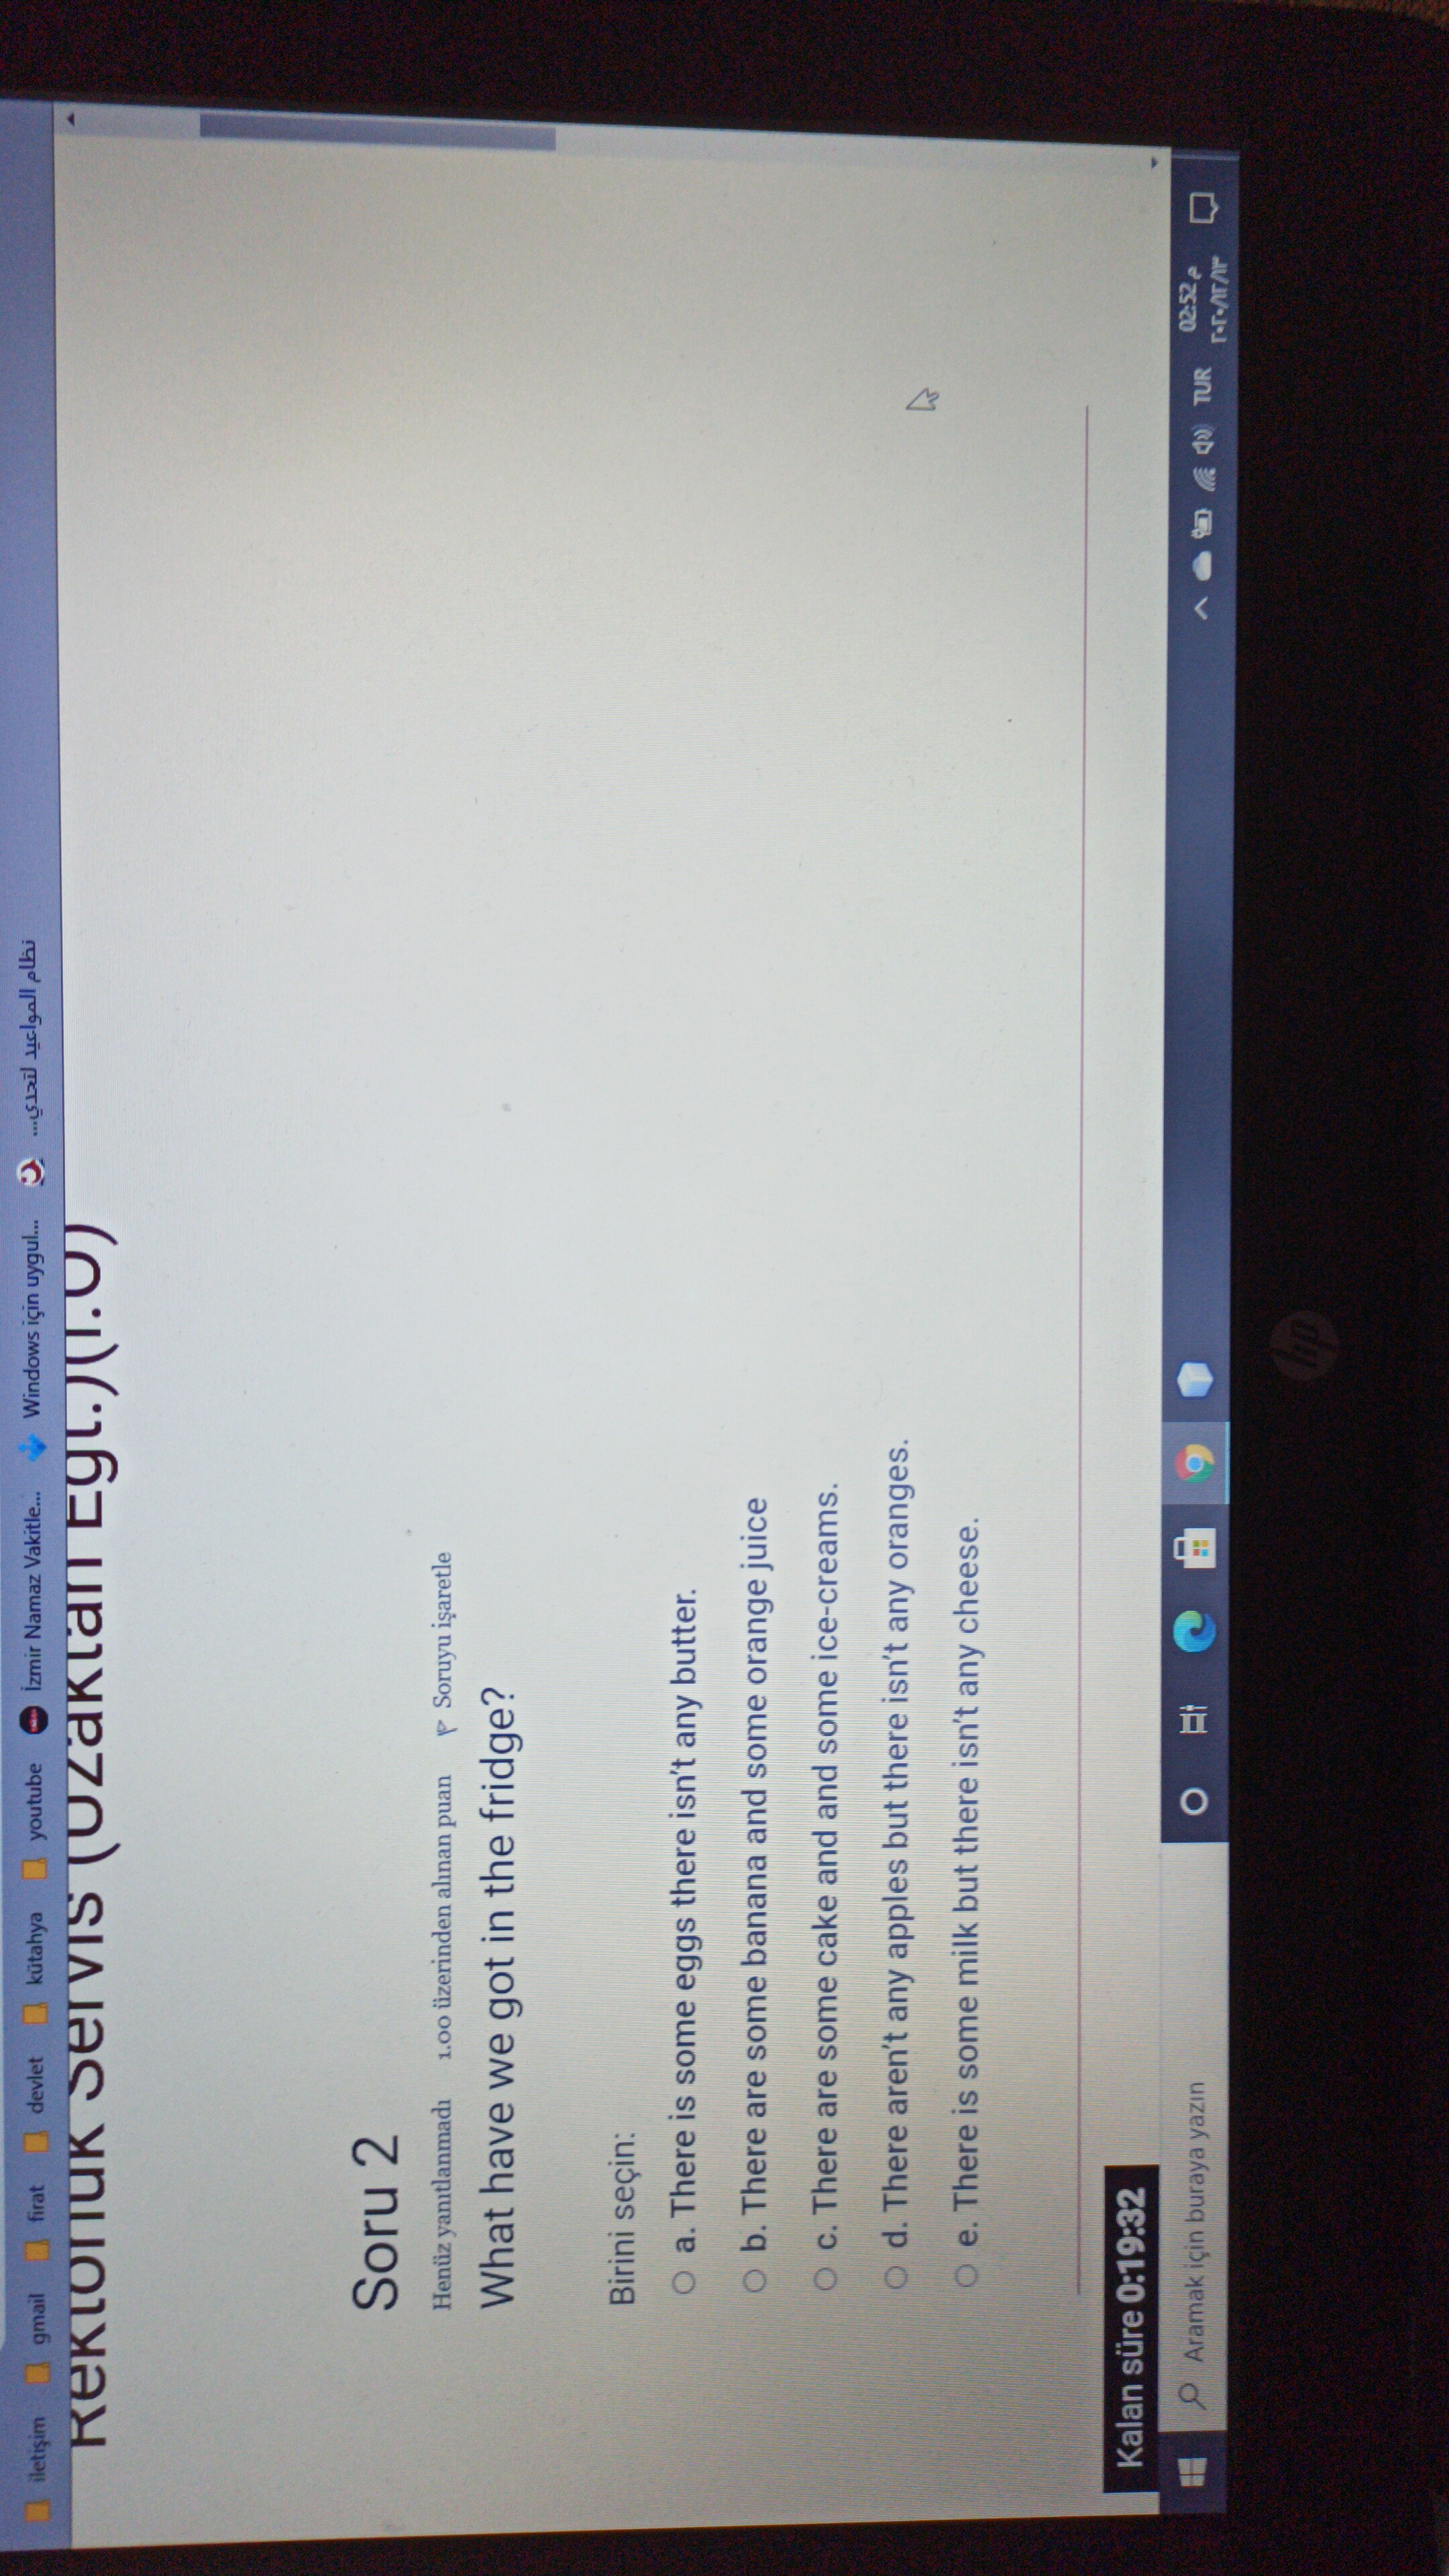 iletişim gmail fırat devlet kütahya youtube İzmir Namaz Vakitle... Windows için uygul... نظام المواعيد لتحدي...
Rektörlük Servis (Uzaktan Eğt.)(İ.Ö)
Soru 2
Henüz yanıtlanmadı 1.00 üzerinden alınan puan Soruyu işaretle
What have we got in the fridge?
Birini seçin:
a. There is some eggs there isn't any butter.
b. There are some banana and some orange juice
c. There are some cake and and some ice-creams.
d. There aren't any apples but there isn't any oranges.
e. There is some milk but there isn't any cheese.
Kalan süre 0:19:32
Aramak için buraya yazın
TUR
02:52 م
hp